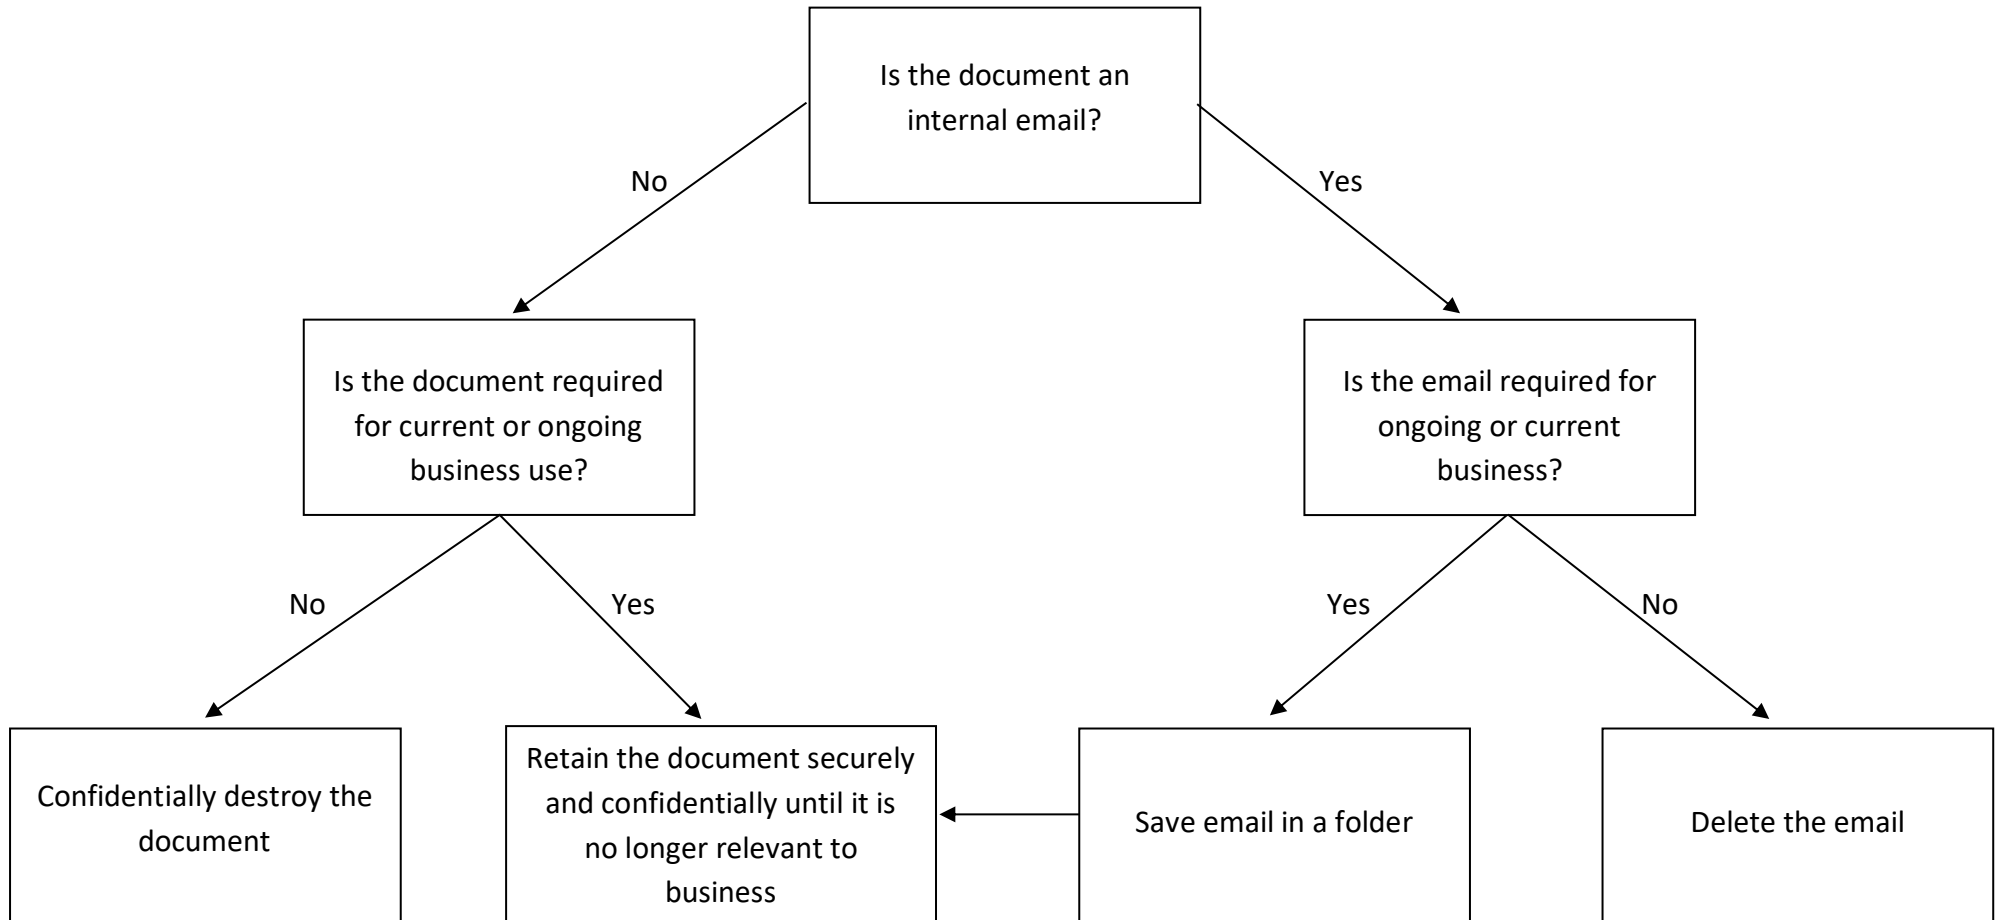 Is the document an
internal email?
No
Yes
Is the document required
for current or ongoing
business use?
Is the email required for
ongoing or current
business?
No
Yes
Yes
No
Confidentially destroy the
document
Retain the document securely
and confidentially until it is
no longer relevant to
business
Save email in a folder
Delete the email